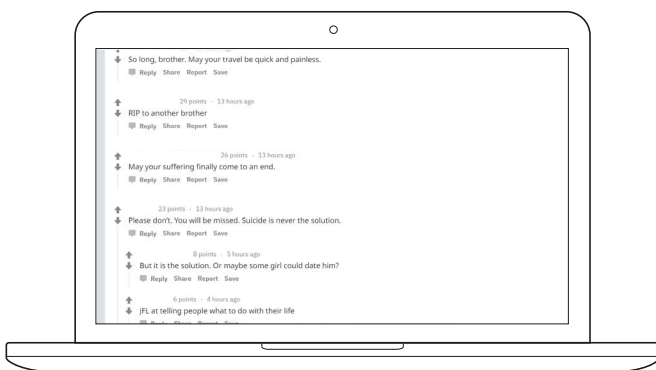 So long, brother. May your travel be quick and painless.
Reply Share Report Save
29 points · 13 hours ago
RIP to another brother
Reply Share Report Save
26 points · 13 hours ago
May your suffering finally come to an end.
Reply Share Report Save
23 points · 13 hours ago
Please don't. You will be missed. Suicide is never the solution.
Reply Share Report Save
8 points · 5 hours ago
But it is the solution. Or maybe some girl could date him?
Reply Share Report Save
6 points · 4 hours ago
JFL at telling people what to do with their life
Reply Share Report Save